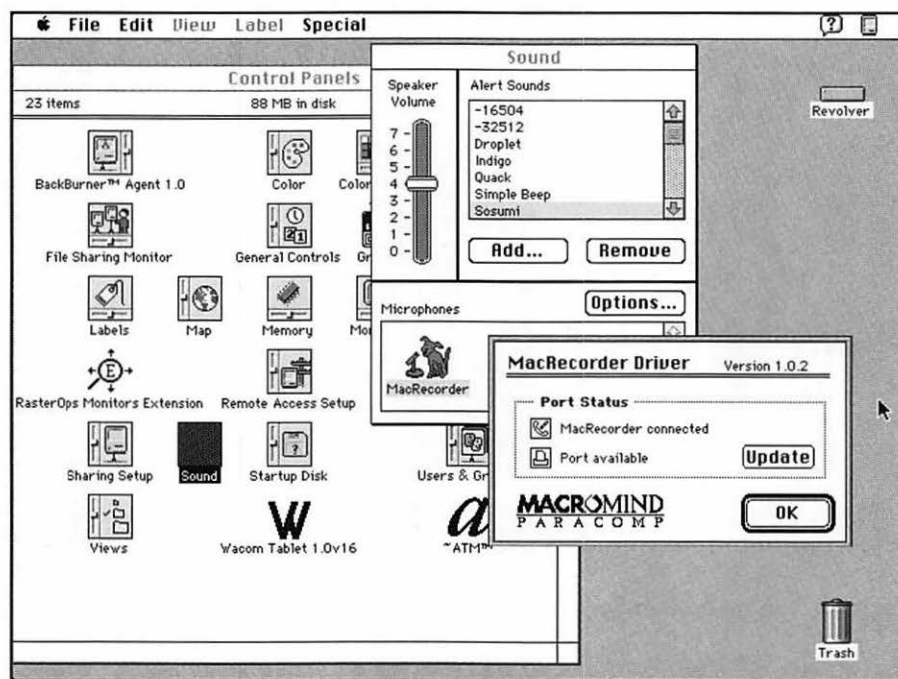 File Edit View Label Special
Control Panels
23 items
88 MB in disk
BackBurner™ Agent 1.0
Color
Color
File Sharing Monitor
General Controls
Gr
Labels
Map
Memory
Mo
RasterOps Monitors Extension
Remote Access Setup
Sharing Setup
Sound
Startup Disk
Users & Gr
Views
Wacom Tablet 1.0v16
~ATM™
Sound
Speaker
Volume
7
6
5
4
3
2
1
0
Alert Sounds
-16504
-32512
Droplet
Indigo
Quack
Simple Beep
Sosumi
Add...
Remove
Microphones
Options...
MacRecorder
MacRecorder Driver
Version 1.0.2
Port Status
MacRecorder connected
Port available
Update
MACROMIND
PARACOMP
OK
Revolver
Trash